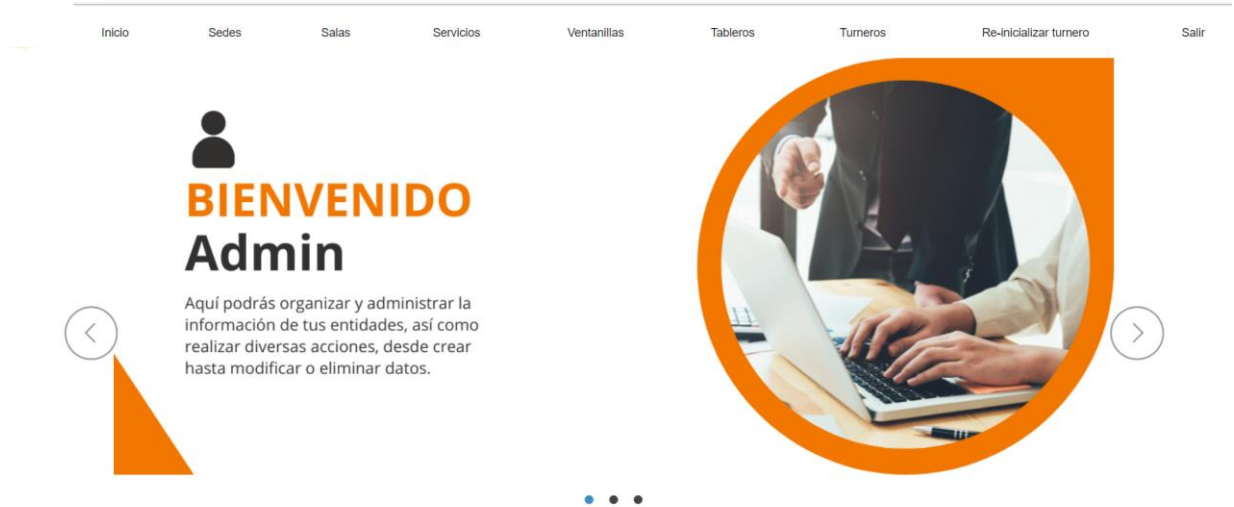 Inicio Sedes Salas Servicios Ventanillas Tableros Turneros Re-inicializar turnero Salir
BIENVENIDO
Admin
Aquí podrás organizar y administrar la
información de tus entidades, así como
realizar diversas acciones, desde crear
hasta modificar o eliminar datos.